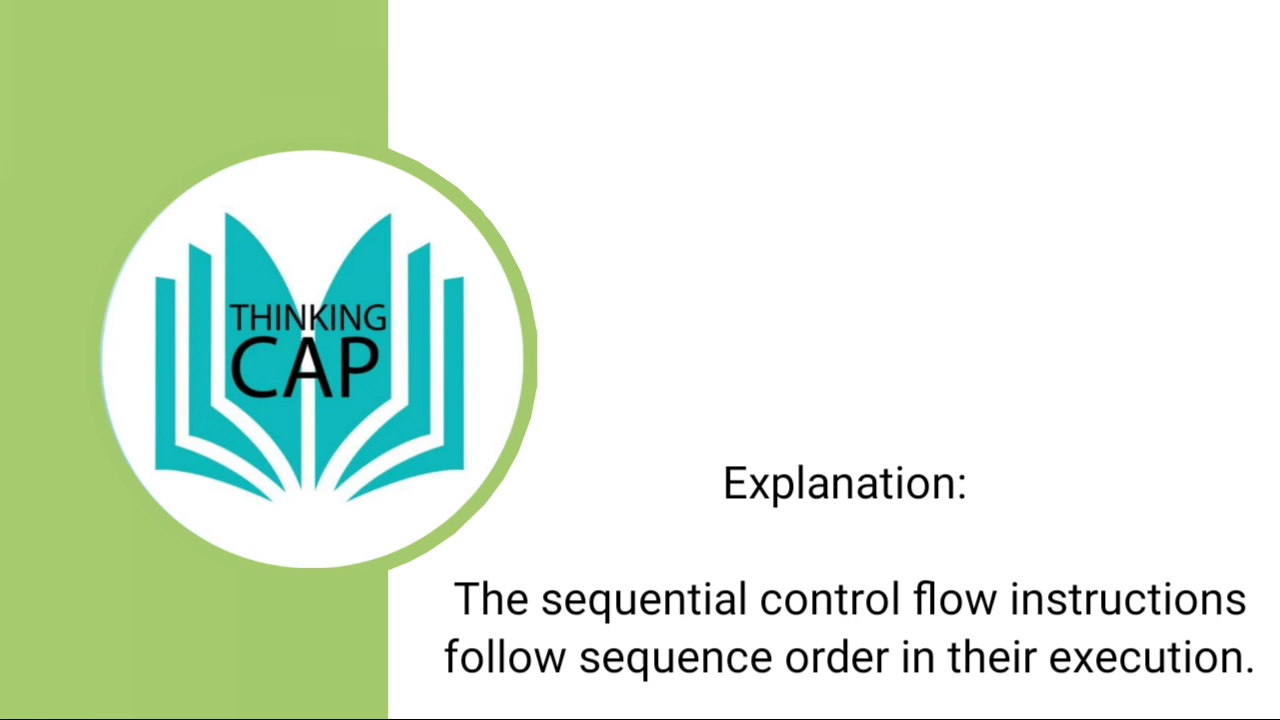 THINKING
CAP
Explanation:
The sequential control flow instructions
follow sequence order in their execution.